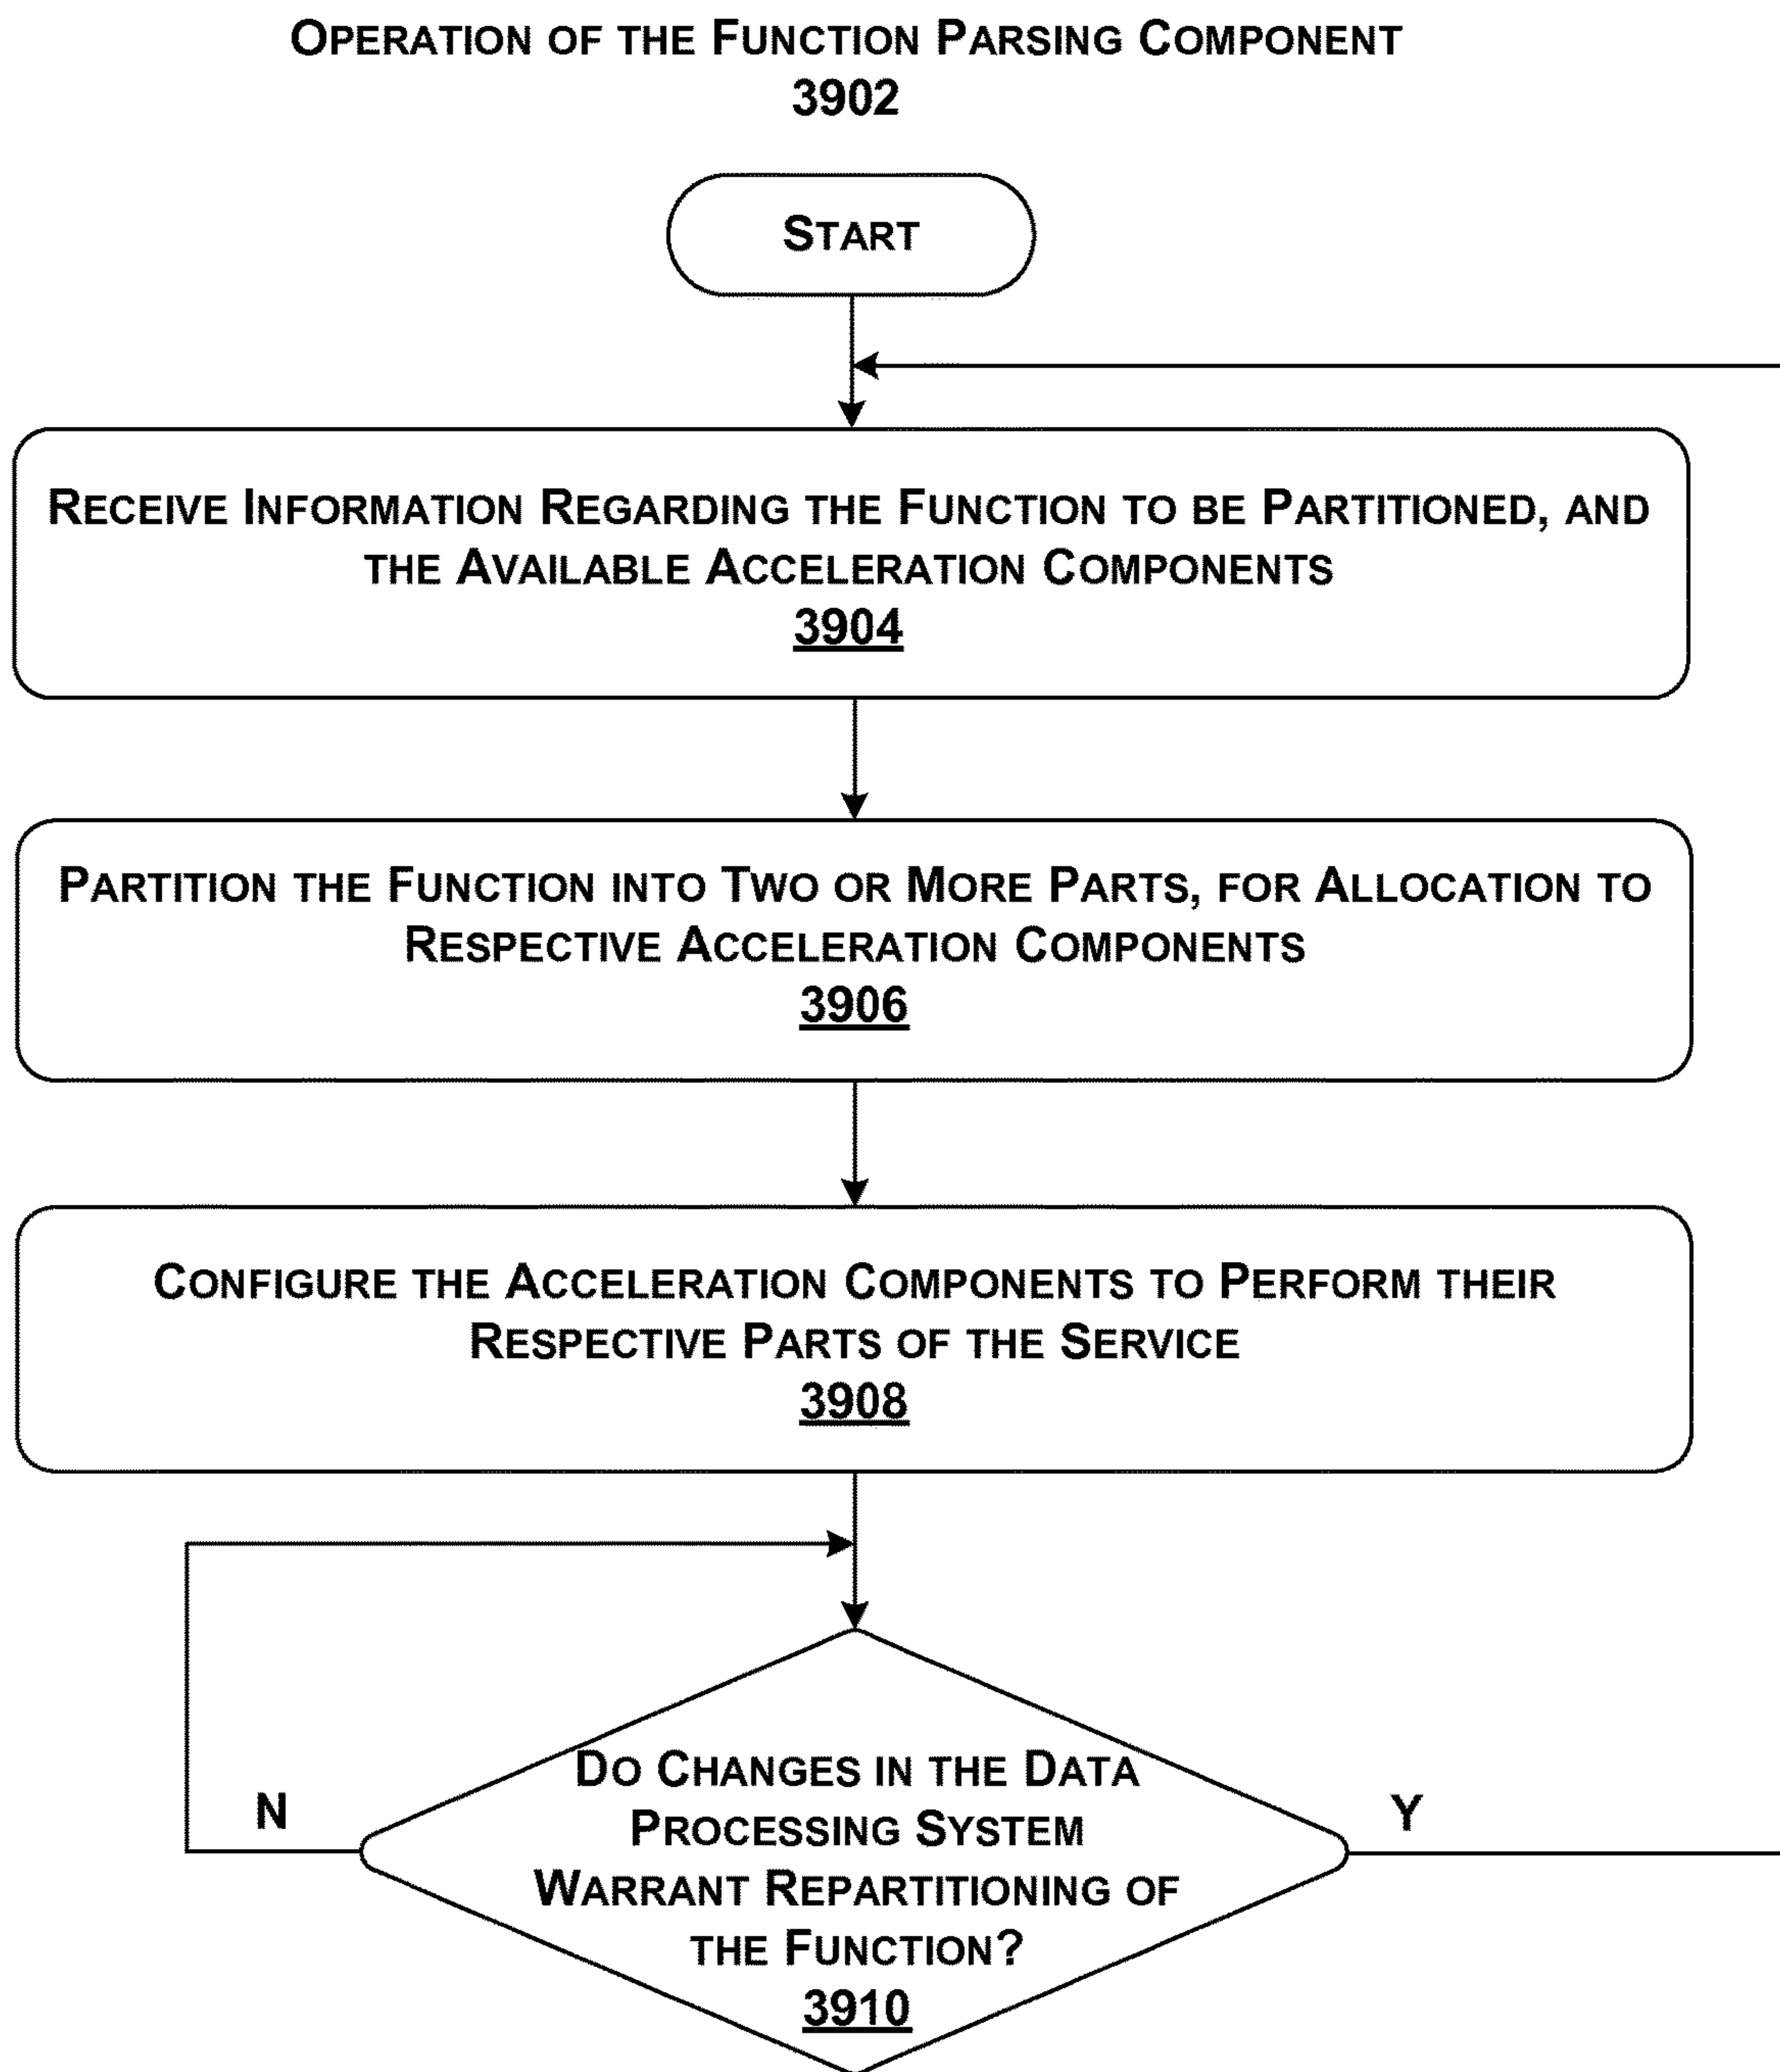 OPERATION OF THE FUNCTION PARSING COMPONENT
3902
START
RECEIVE INFORMATION REGARDING THE FUNCTION TO BE PARTITIONED, AND
THE AVAILABLE ACCELERATION COMPONENTS
3904
PARTITION THE FUNCTION INTO TWO OR MORE PARTS, FOR ALLOCATION TO
RESPECTIVE ACCELERATION COMPONENTS
3906
CONFIGURE THE ACCELERATION COMPONENTS TO PERFORM THEIR
RESPECTIVE PARTS OF THE SERVICE
3908
N
Y
DO CHANGES IN THE DATA
PROCESSING SYSTEM
WARRANT REPARTITIONING OF
THE FUNCTION?
3910